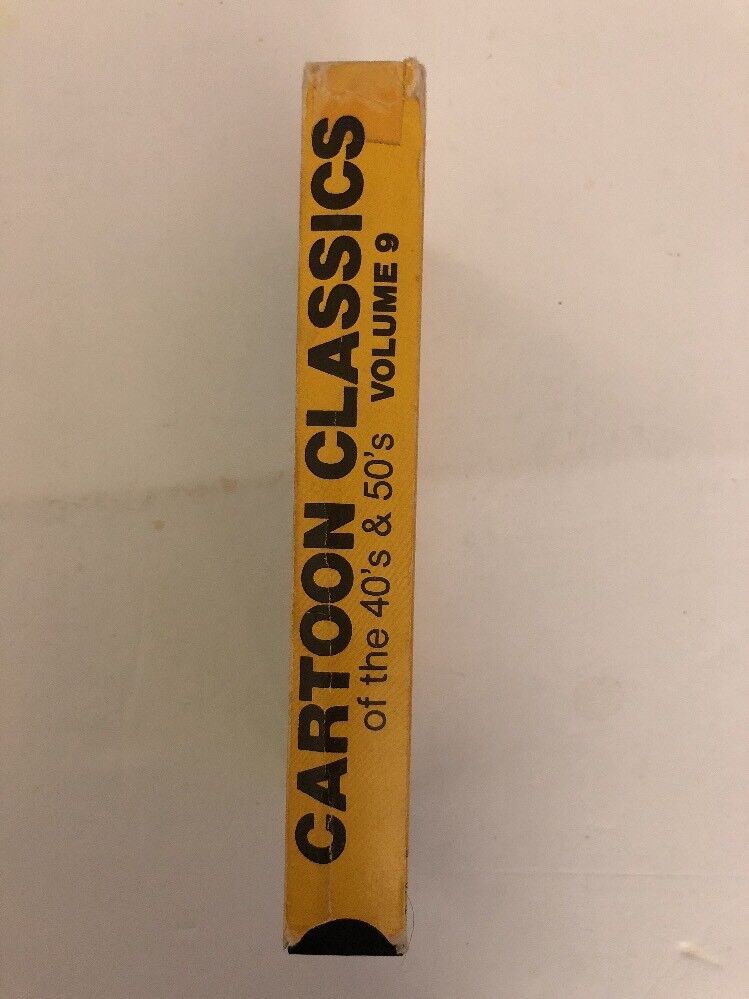 CARTOON CLASSICS
of the 40's & 50's VOLUME 9